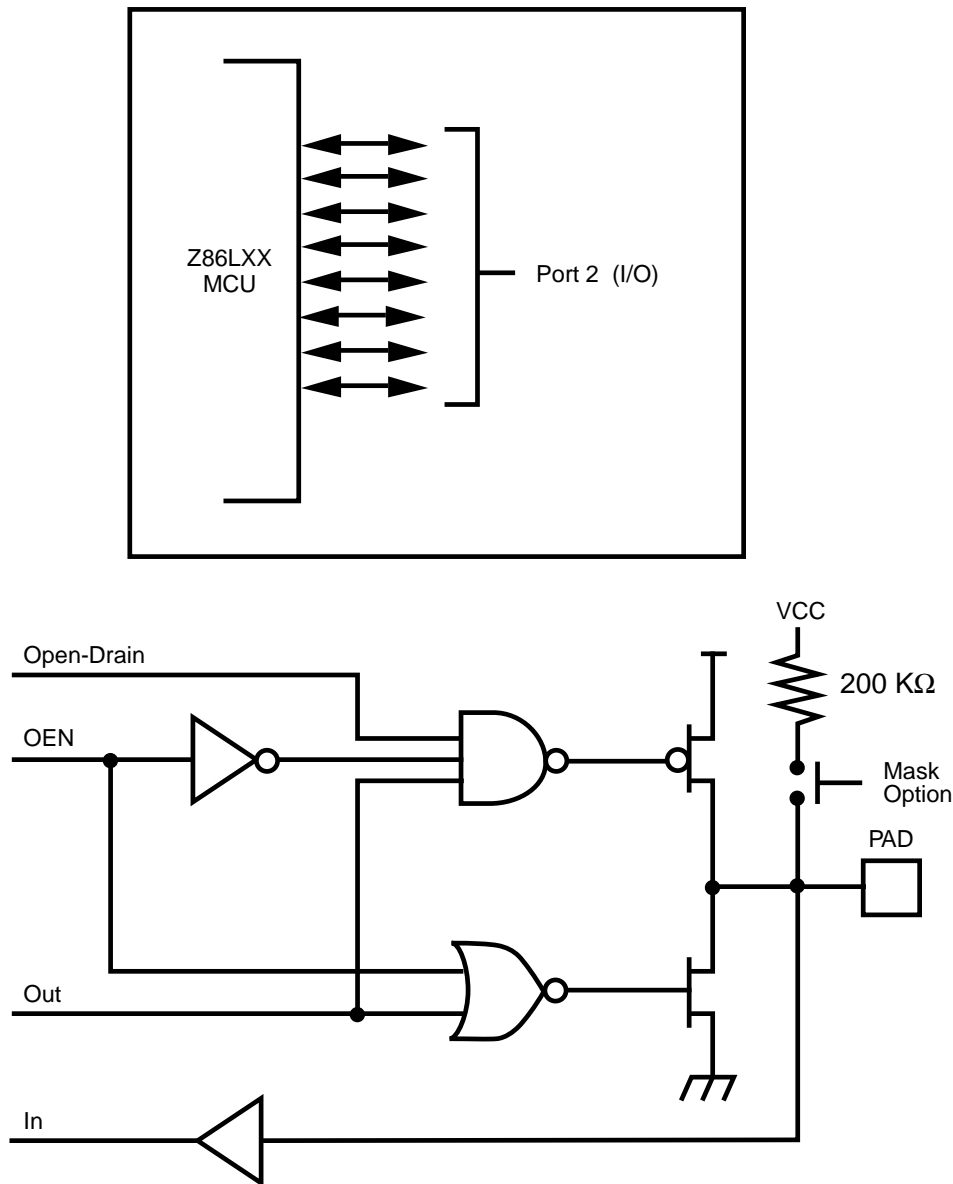 Z86LXX
MCU
Port 2 (I/O)
VCC
200 KΩ
Open-Drain
OEN
Mask
Option
PAD
Out
In